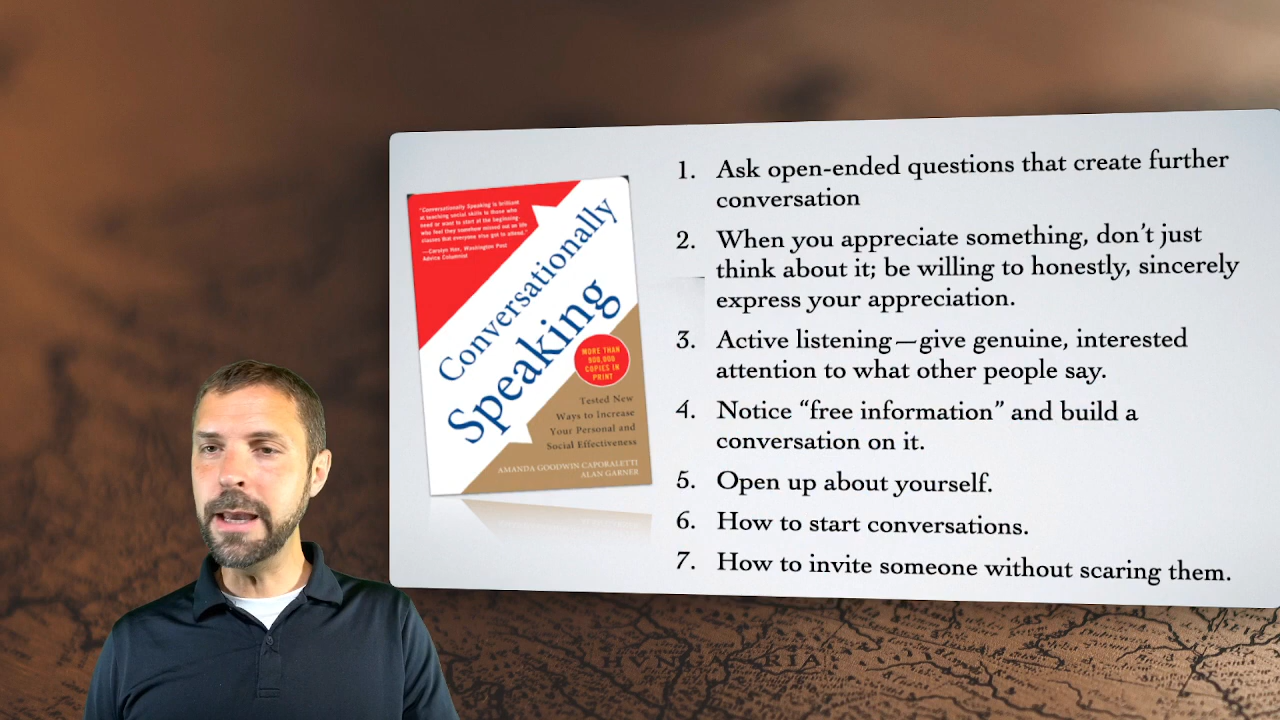 "Conversationally Speaking is brilliant
at teaching social skills to those who
need or want to start at the beginning—
who feel they somehow missed out on life
classes that everyone else got to attend."
—Carolyn Hax, Washington Post
Advice Columnist
Conversationally
Speaking
MORE THAN
COPIES IN
PRINT
Tested New
Ways to Increase
Your Personal and
Social Effectiveness
AMANDA GOODWIN CAPORALETTI
ALAN GARNER
1. Ask open-ended questions that create further
conversation
2. When you appreciate something, don't just
think about it; be willing to honestly, sincerely
express your appreciation.
3. Active listening—give genuine, interested
attention to what other people say.
4. Notice "free information" and build a
conversation on it.
5. Open up about yourself.
6. How to start conversations.
7. How to invite someone without scaring them.